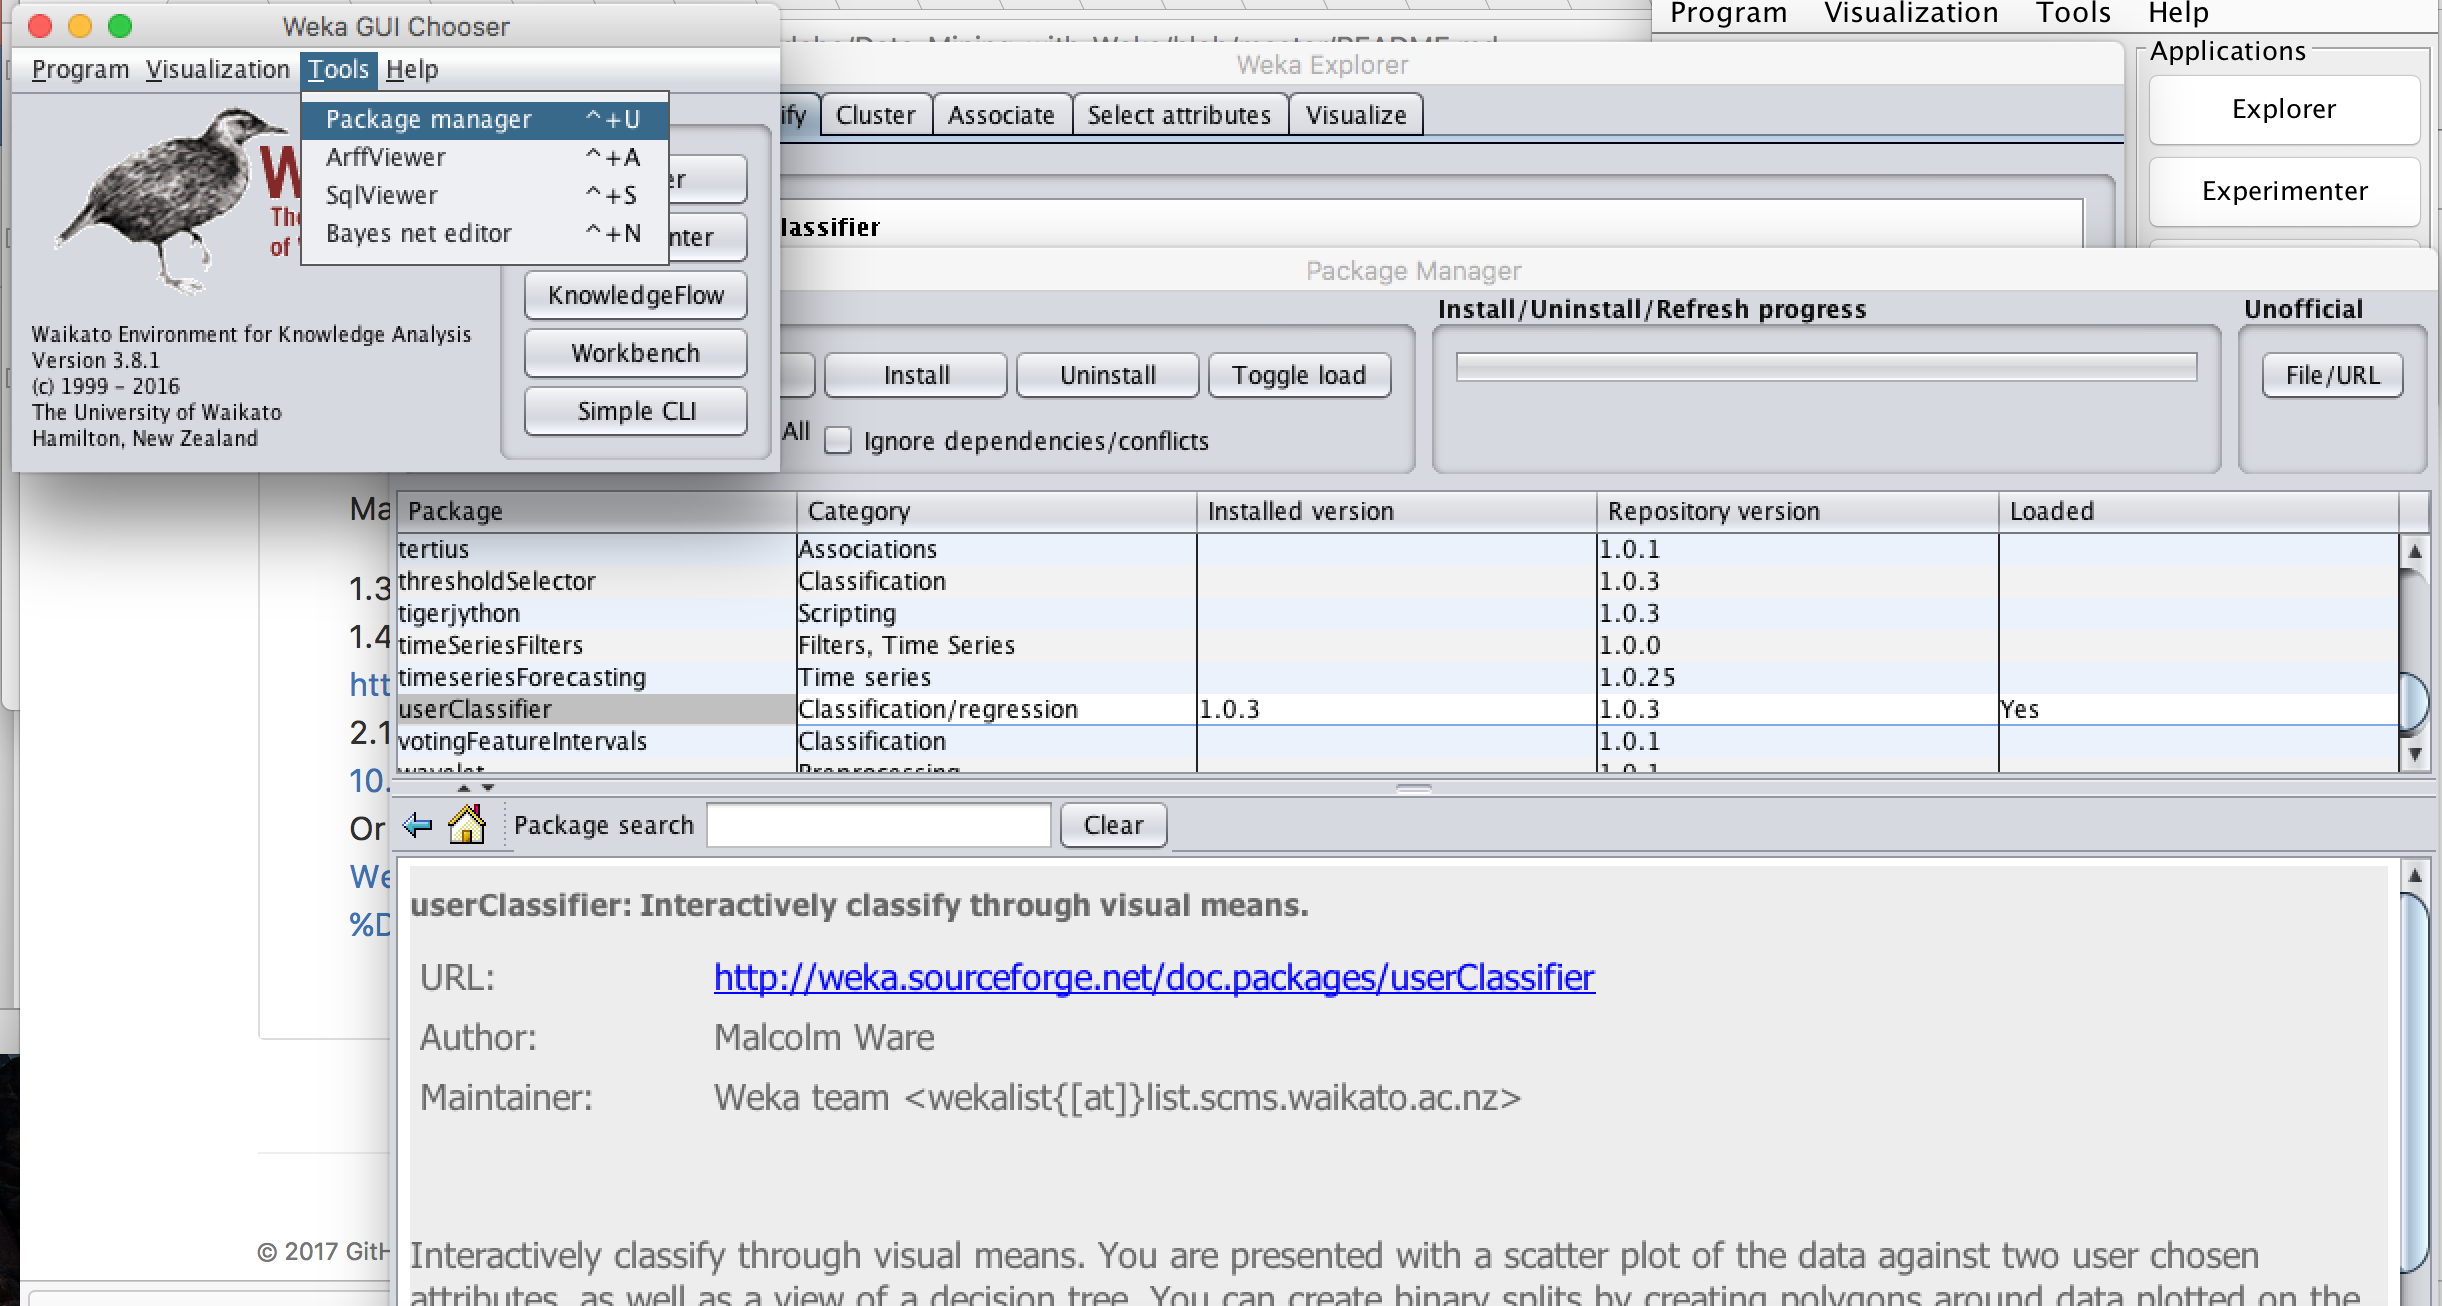 Weka GUI Chooser
Program Visualization Tools Help
Package manager ^+U
ArffViewer ^+A
SqlViewer ^+S
Bayes net editor ^+N
KnowledgeFlow
Workbench
Simple CLI
Waikato Environment for Knowledge Analysis
Version 3.8.1
(c) 1999 – 2016
The University of Waikato
Hamilton, New Zealand
Program Visualization Tools Help
Applications
Explorer
Experimenter
Weka Explorer
Cluster Associate Select attributes Visualize
lassifier
Package Manager
Install/Uninstall/Refresh progress
Unofficial
Install Uninstall Toggle load
File/URL
All Ignore dependencies/conflicts
Package Category Installed version Repository version Loaded
tertius Associations 1.0.1
thresholdSelector Classification 1.0.3
tigerjython Scripting 1.0.3
timeSeriesFilters Filters, Time Series 1.0.0
timeseriesForecasting Time series 1.0.25
userClassifier Classification/regression 1.0.3 1.0.3 Yes
votingFeatureIntervals Classification 1.0.1
wavelet Preprocessing 1.0.1
Package search Clear
userClassifier: Interactively classify through visual means.
URL: http://weka.sourceforge.net/doc.packages/userClassifier
Author: Malcolm Ware
Maintainer: Weka team <wekalist{[at]}list.scms.waikato.ac.nz>
Interactively classify through visual means. You are presented with a scatter plot of the data against two user chosen
attributes, as well as a view of a decision tree. You can create binary splits by creating polygons around data plotted on the
Ma
1.3
1.4
htt
2.1
10.
Or
We
%D
© 2017 GitH